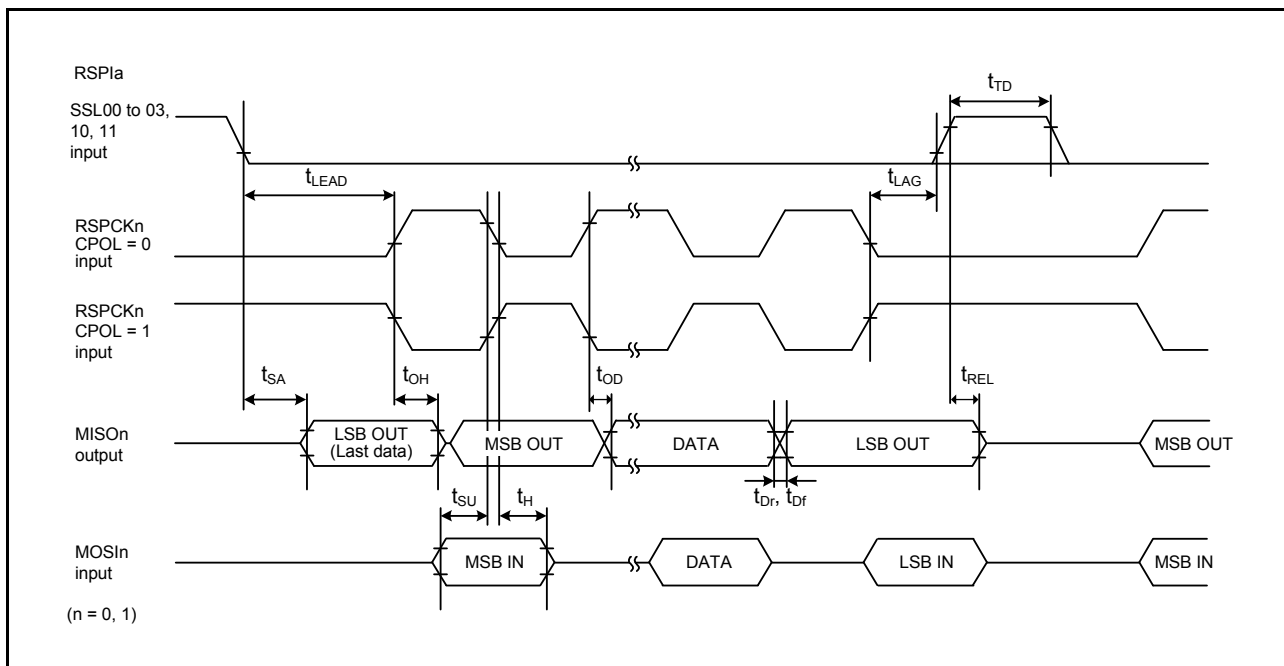 RSPIa
SSL00 to 03,
10, 11
input
tTD
tLEAD
tLAG
RSPCKn
CPOL = 0
input
RSPCKn
CPOL = 1
input
tSA
tOH
tOD
tREL
MISOn
output
LSB OUT
(Last data)
MSB OUT
DATA
LSB OUT
MSB OUT
tSU
tH
tDr, tDf
MOSIn
input
MSB IN
DATA
LSB IN
MSB IN
(n = 0, 1)